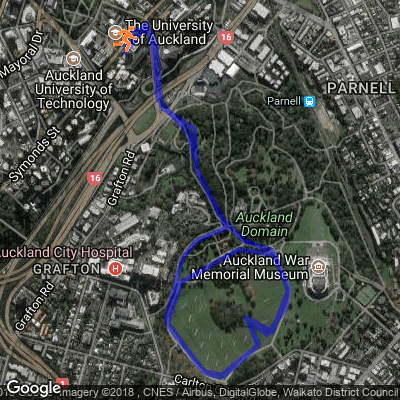 The University
of Auckland
Mayoral Dr
16
PARNELL
Auckland
University of
Technology
Parnell
Symonds St
Grafton Rd
16
Auckland
Domain
Auckland City Hospital
GRAFTON
H
Auckland War
Memorial Museum
Grafton Rd
1
Carlto
Google
Imagery ©2018 , CNES / Airbus, DigitalGlobe, Waikato District Council